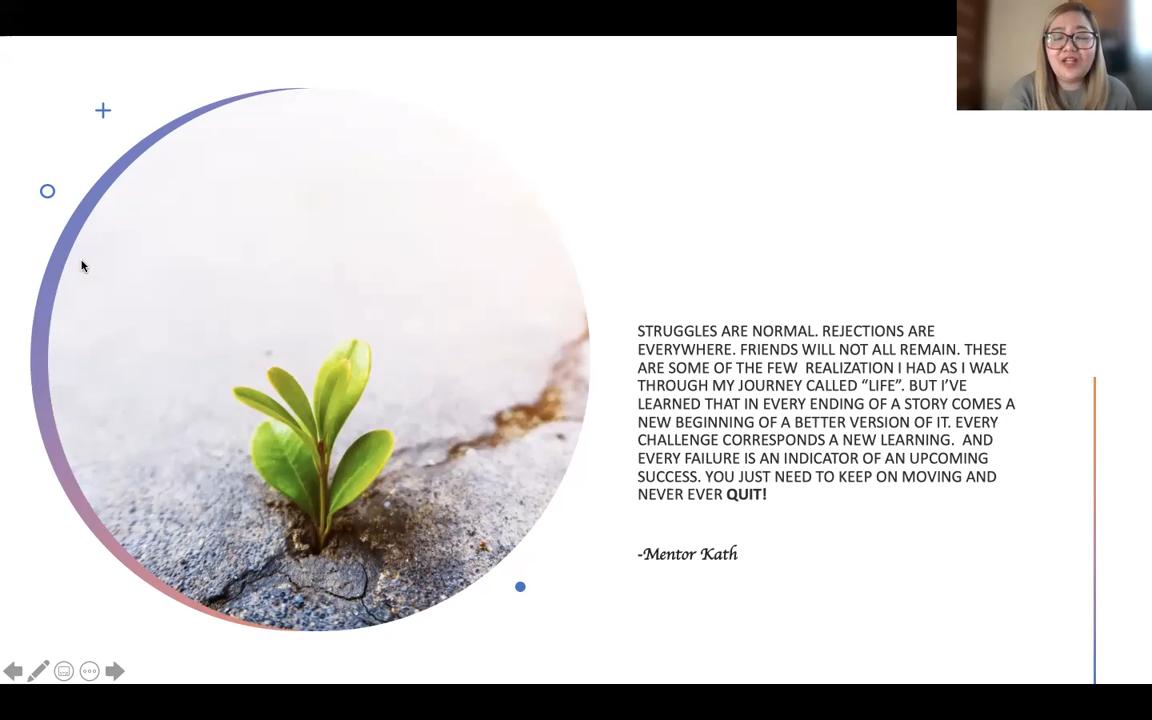 STRUGGLES ARE NORMAL. REJECTIONS ARE
EVERYWHERE. FRIENDS WILL NOT ALL REMAIN. THESE
ARE SOME OF THE FEW  REALIZATION I HAD AS I WALK
THROUGH MY JOURNEY CALLED “LIFE”. BUT I’VE
LEARNED THAT IN EVERY ENDING OF A STORY COMES A
NEW BEGINNING OF A BETTER VERSION OF IT. EVERY
CHALLENGE CORRESPONDS A NEW LEARNING.  AND
EVERY FAILURE IS AN INDICATOR OF AN UPCOMING
SUCCESS. YOU JUST NEED TO KEEP ON MOVING AND
NEVER EVER QUIT!
-Mentor Kath